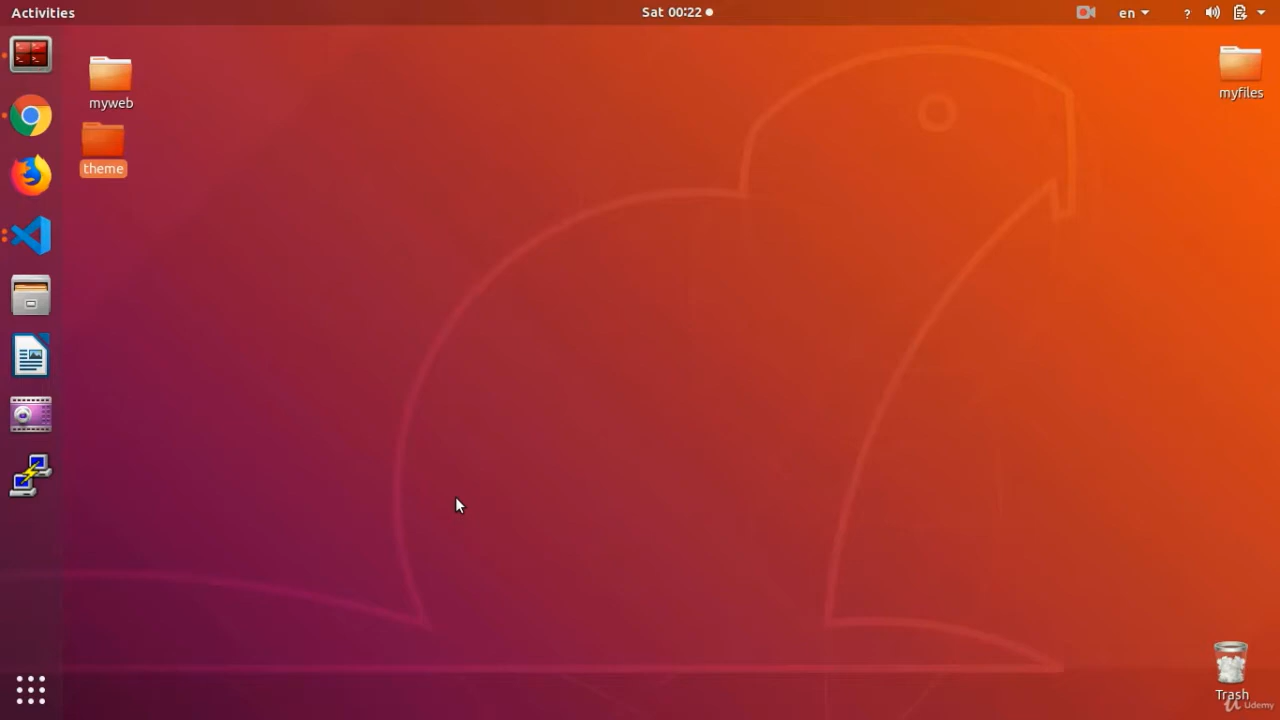 Activities
Sat 00:22
en
?
myweb
theme
myfiles
Trash
Udemy